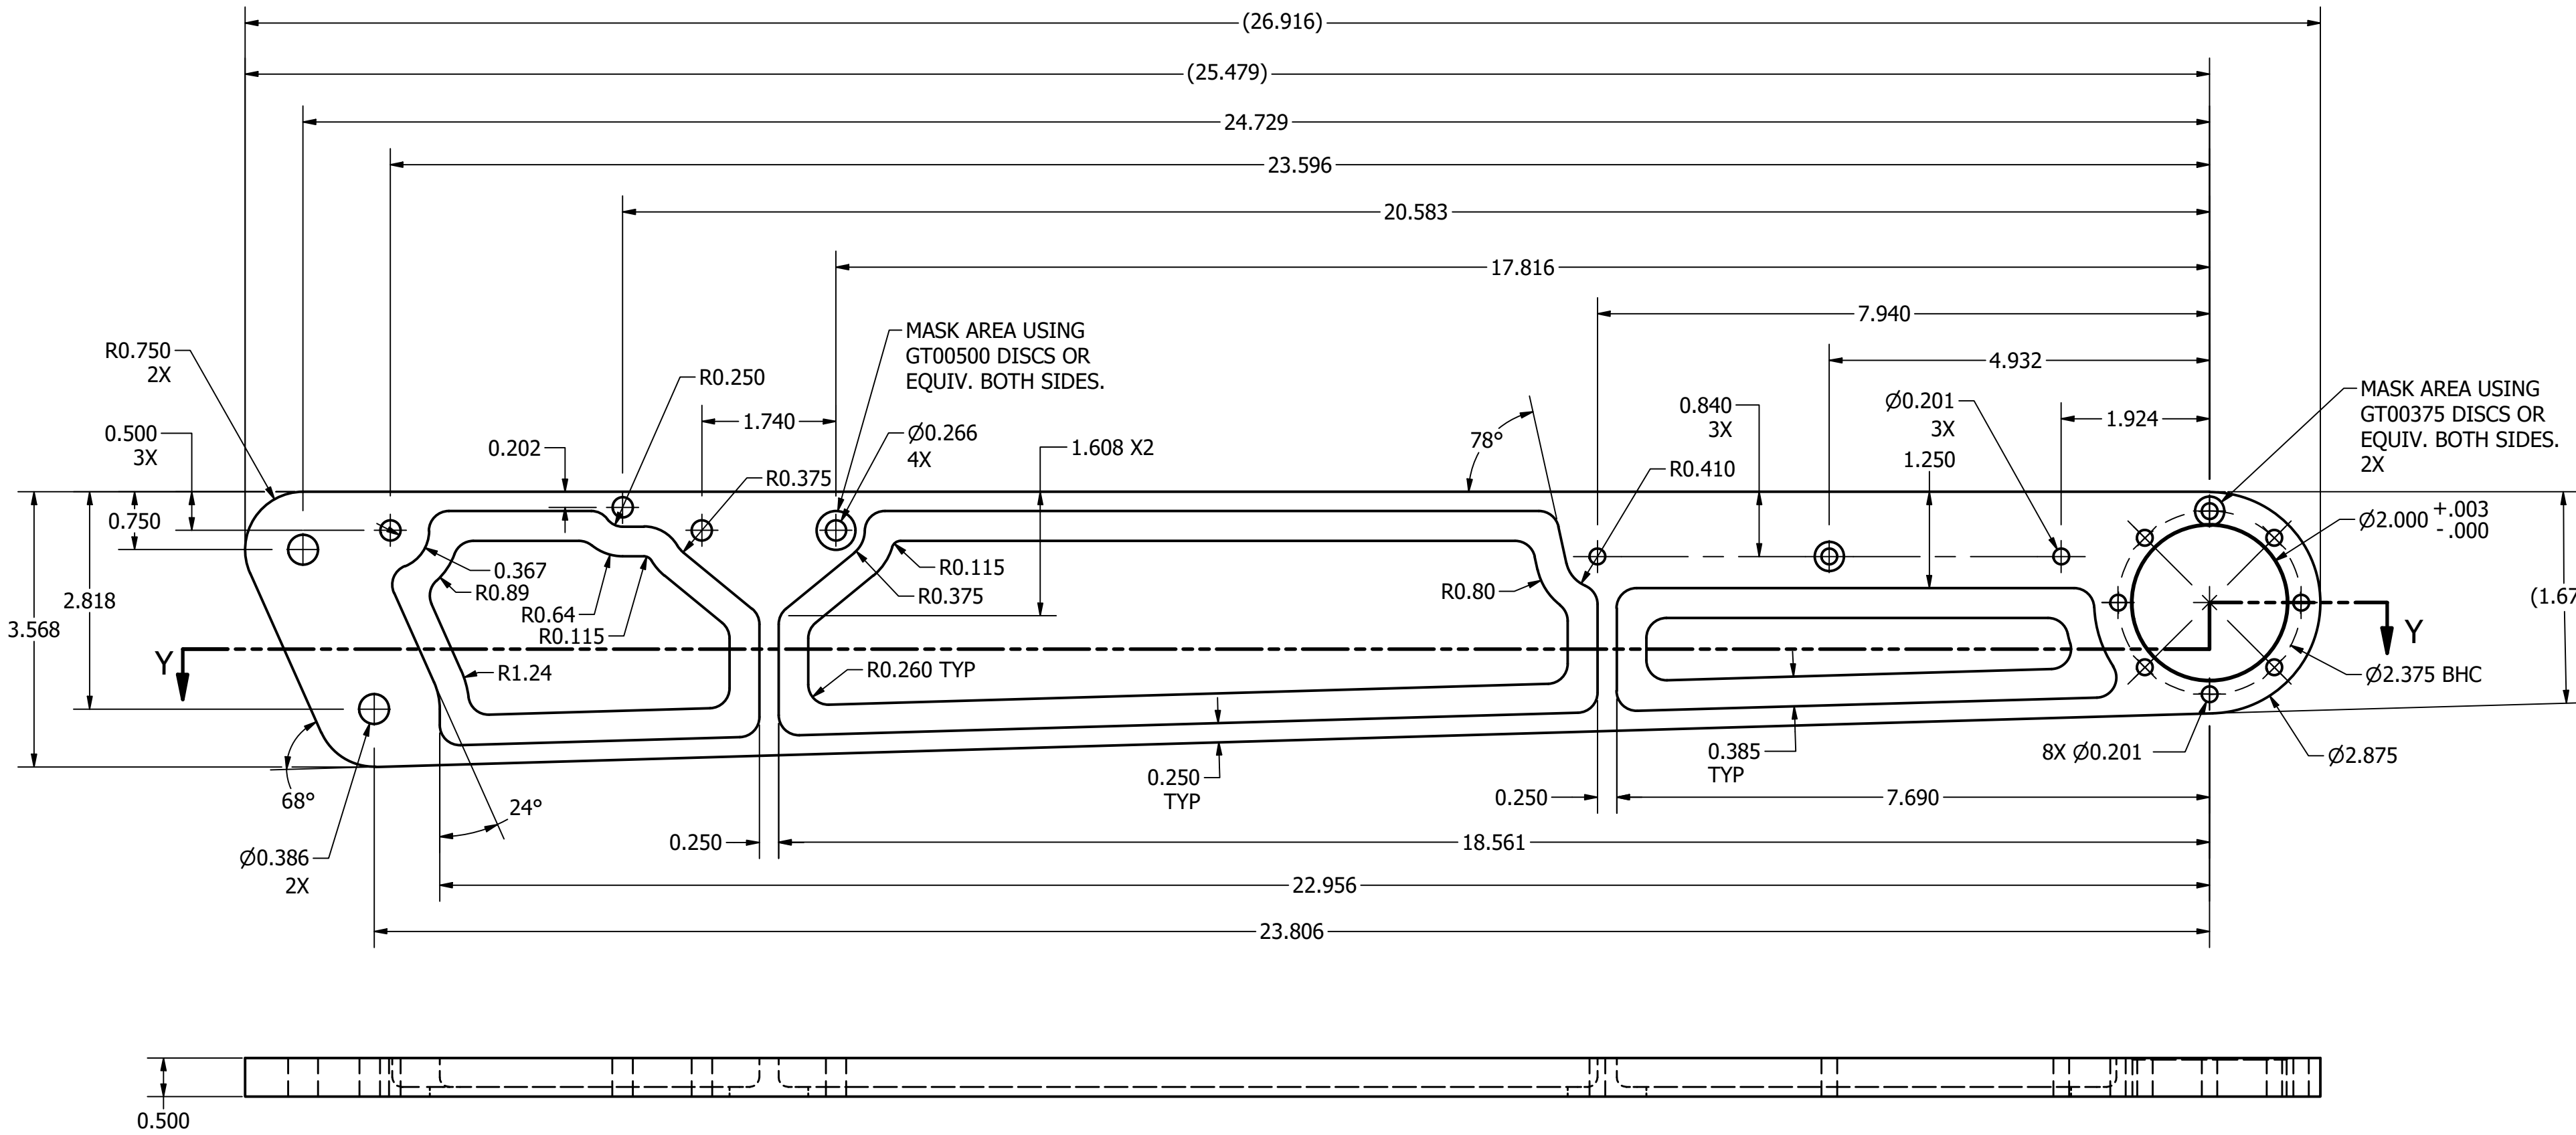 (26.916)
(25.479)
24.729
23.596
20.583
17.816
7.940
4.932
1.924
R0.750
2X
0.500
3X
0.750
2.818
3.568
0.202
R0.250
1.740
MASK AREA USING
GT00500 DISCS OR
EQUIV. BOTH SIDES.
Ø0.266
4X
R0.375
1.608 X2
78°
R0.410
0.840
3X
Ø0.201
3X
1.250
MASK AREA USING
GT00375 DISCS OR
EQUIV. BOTH SIDES.
2X
Ø2.000 +.003
-.000
0.367
R0.89
R0.64
R0.115
R1.24
R0.115
R0.375
R0.260 TYP
R0.80
(1.67
Y
Y
Ø2.375 BHC
Ø2.875
8X Ø0.201
0.385
TYP
0.250
TYP
0.250
7.690
68°
24°
Ø0.386
2X
0.250
18.561
22.956
23.806
0.500